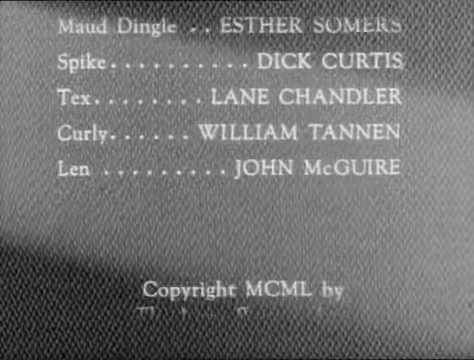 Maud Dingle . . ESTHER SOMERS
Spike . . . . . . . . . . DICK CURTIS
Tex . . . . . . . . LANE CHANDLER
Curly . . . . . . WILLIAM TANNEN
Len . . . . . . . . . JOHN McGUIRE
Copyright MCML by